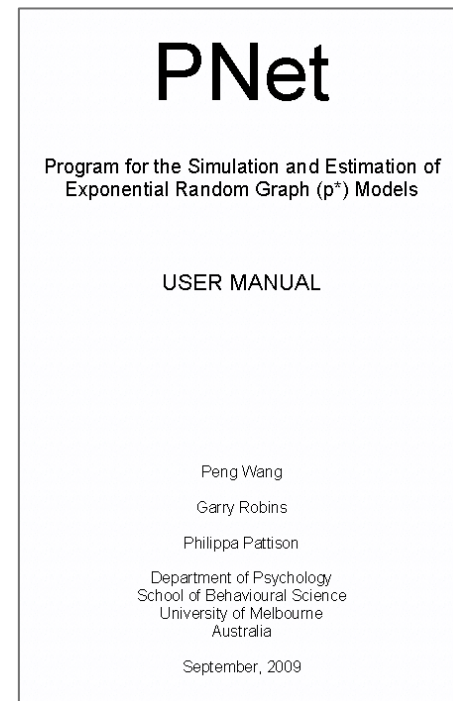 PNet
Program for the Simulation and Estimation of
Exponential Random Graph (p*) Models
USER MANUAL
Peng Wang
Garry Robins
Philippa Pattison
Department of Psychology
School of Behavioural Science
University of Melbourne
Australia
September, 2009